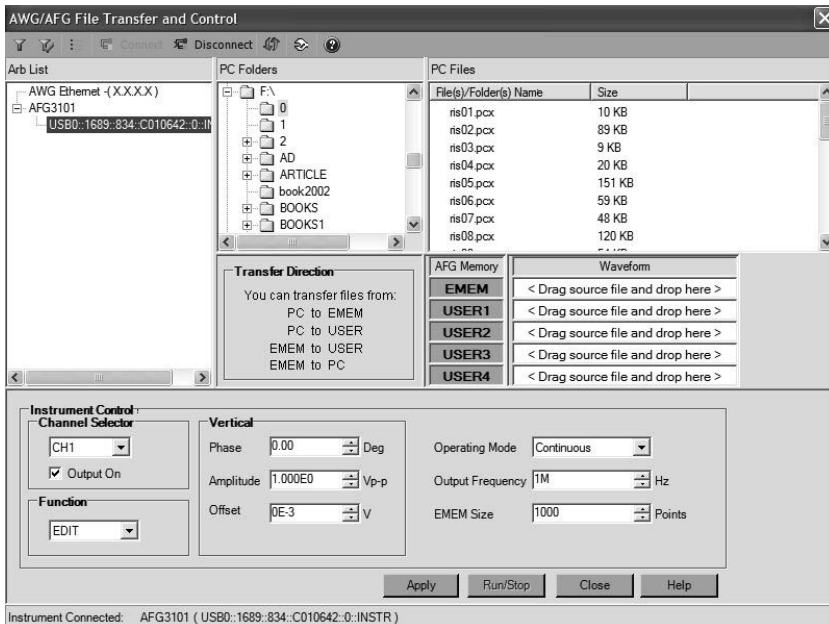 AWG/AFG File Transfer and Control
Connect Disconnect
Arb List
AWG Ethernet -( X.X.X.X )
AFG3101
USB0::1689::834::C010642::0::IN
PC Folders
F:\
0
1
2
AD
ARTICLE
book2002
BOOKS
BOOKS1
PC Files
File(s)/Folder(s) Name Size
ris01.pcx 10 KB
ris02.pcx 89 KB
ris03.pcx 9 KB
ris04.pcx 20 KB
ris05.pcx 151 KB
ris06.pcx 59 KB
ris07.pcx 48 KB
ris08.pcx 120 KB
Transfer Direction
You can transfer files from:
PC to EMEM
PC to USER
EMEM to USER
EMEM to PC
AFG Memory Waveform
EMEM < Drag source file and drop here >
USER1 < Drag source file and drop here >
USER2 < Drag source file and drop here >
USER3 < Drag source file and drop here >
USER4 < Drag source file and drop here >
Instrument Control
Channel Selector
CH1
Output On
Function
EDIT
Vertical
Phase 0.00 Deg
Amplitude 1.000E0 Vp-p
Offset 0E-3 V
Operating Mode Continuous
Output Frequency 1M Hz
EMEM Size 1000 Points
Apply Run/Stop Close Help
Instrument Connected: AFG3101 ( USB0::1689::834::C010642::0::INSTR )